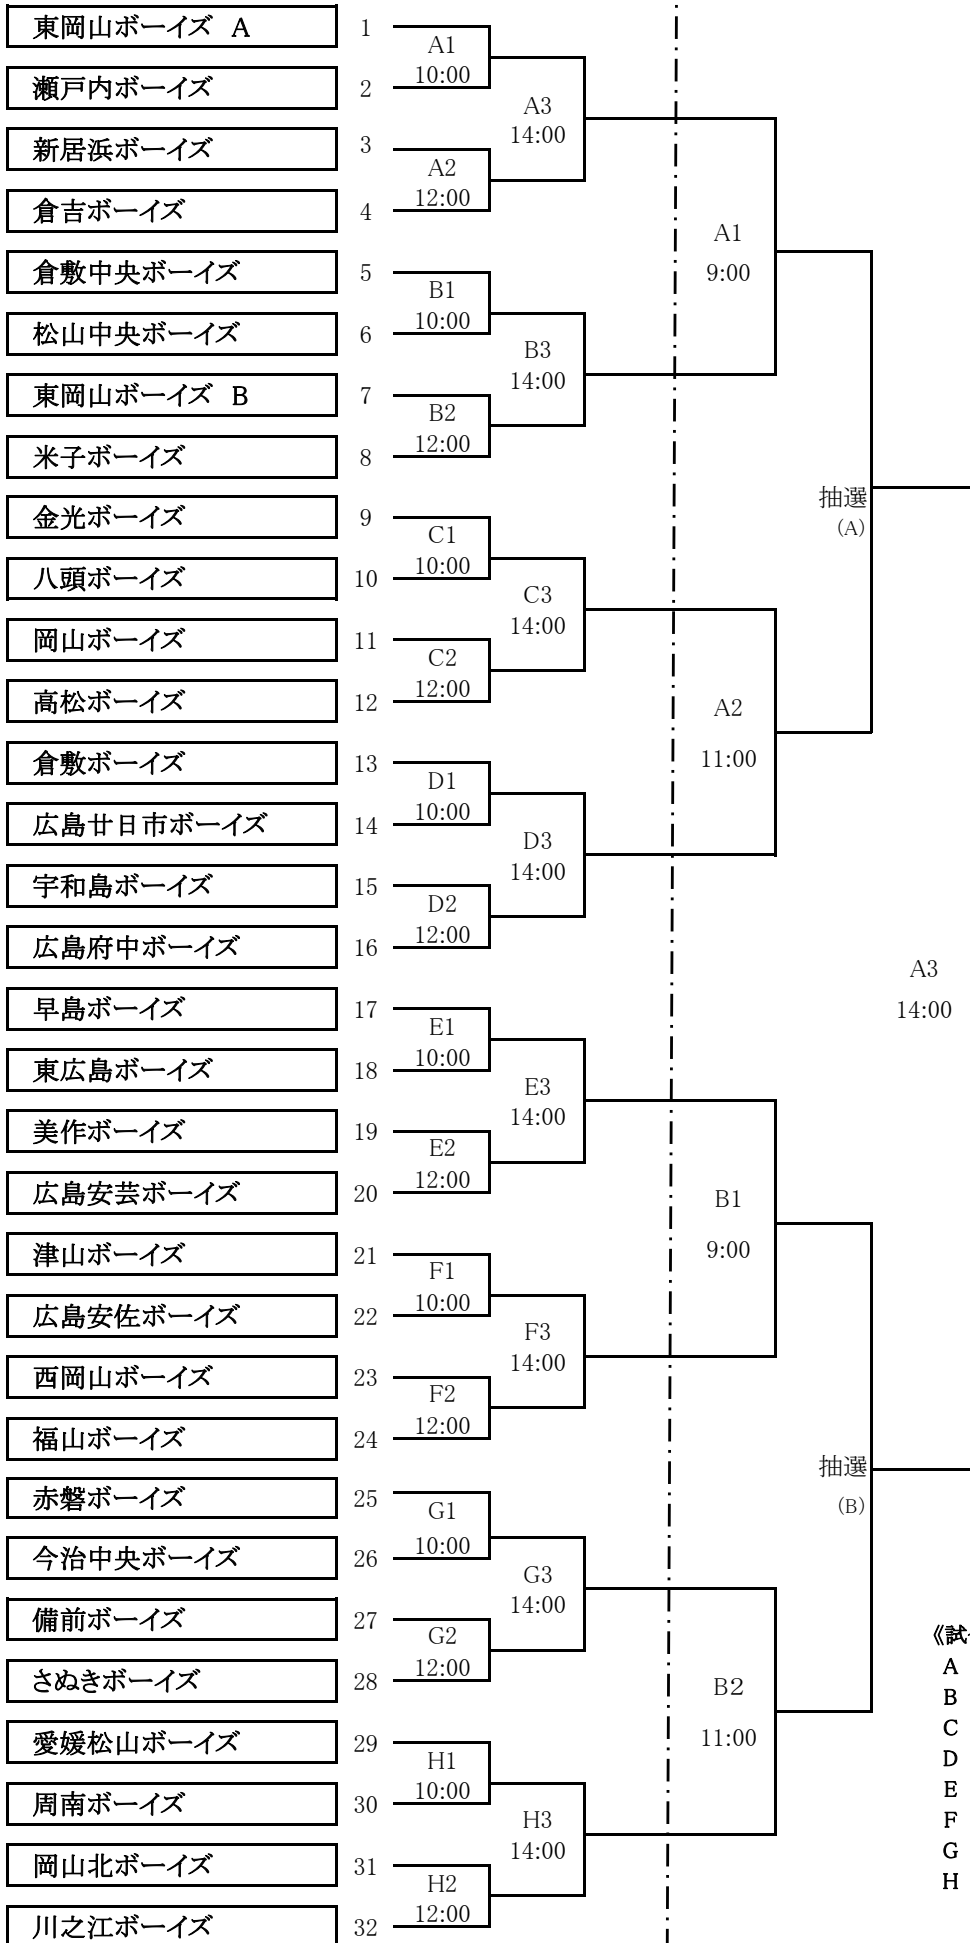 東岡山ボーイズ A 1
A1
10:00
瀬戸内ボーイズ 2
A3
14:00
新居浜ボーイズ 3
A2
12:00
倉吉ボーイズ 4
A1
9:00
倉敷中央ボーイズ 5
B1
10:00
松山中央ボーイズ 6
B3
14:00
東岡山ボーイズ B 7
B2
12:00
米子ボーイズ 8
抽選
(A)
金光ボーイズ 9
C1
10:00
八頭ボーイズ 10
C3
14:00
岡山ボーイズ 11
C2
12:00
高松ボーイズ 12
A2
11:00
倉敷ボーイズ 13
D1
10:00
広島廿日市ボーイズ 14
D3
14:00
宇和島ボーイズ 15
D2
12:00
広島府中ボーイズ 16
A3
14:00
早島ボーイズ 17
E1
10:00
東広島ボーイズ 18
E3
14:00
美作ボーイズ 19
E2
12:00
広島安芸ボーイズ 20
B1
9:00
津山ボーイズ 21
F1
10:00
広島安佐ボーイズ 22
F3
14:00
西岡山ボーイズ 23
F2
12:00
福山ボーイズ 24
抽選
(B)
赤磐ボーイズ 25
G1
10:00
今治中央ボーイズ 26
G3
14:00
備前ボーイズ 27
G2
12:00
さぬきボーイズ 28
B2
11:00
愛媛松山ボーイズ 29
H1
10:00
周南ボーイズ 30
H3
14:00
岡山北ボーイズ 31
H2
12:00
川之江ボーイズ 32
《試
A
B
C
D
E
F
G
H